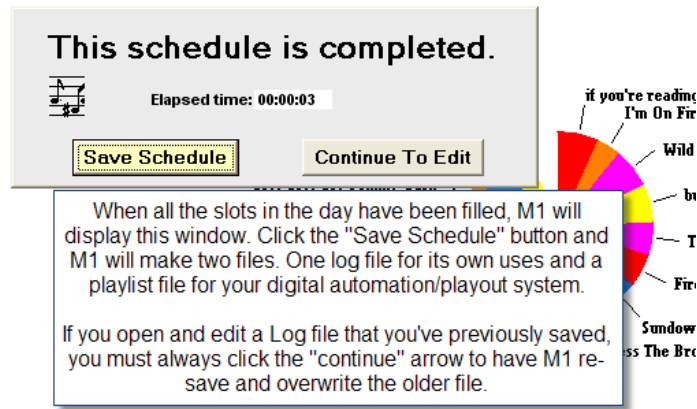 This schedule is completed.
Elapsed time: 00:00:03
Save Schedule
Continue To Edit
if you're reading
I'm On Fir
Wild
bu
T
Fire
Sundow
ss The Bro
When all the slots in the day have been filled, M1 will
display this window. Click the "Save Schedule" button and
M1 will make two files. One log file for its own uses and a
playlist file for your digital automation/playout system.
If you open and edit a Log file that you've previously saved,
you must always click the "continue" arrow to have M1 re-
save and overwrite the older file.